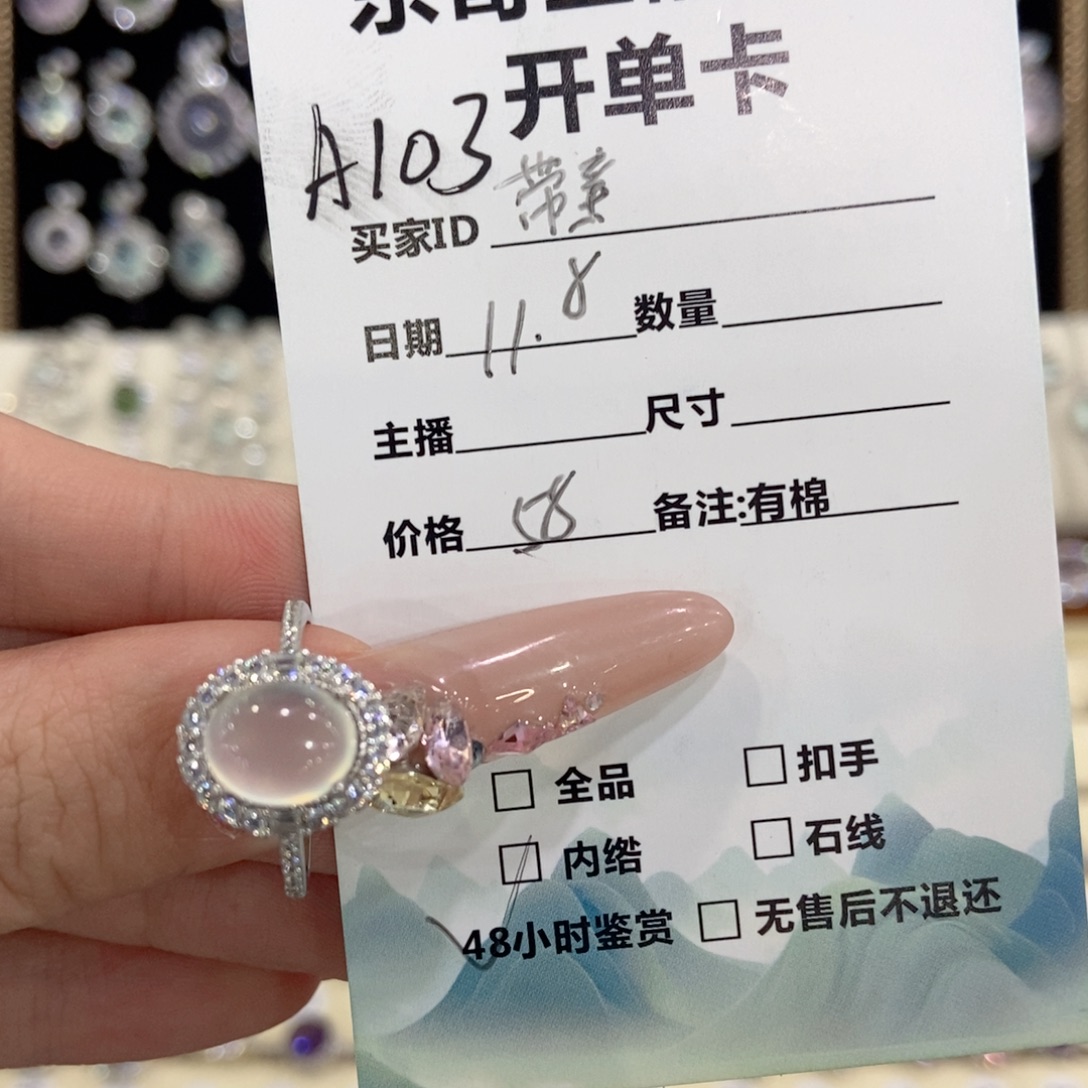 开单卡
A103
买家ID
日期 11.8 数量
主播 尺寸
价格 58 备注:有棉
全品 扣手
内绺 石线
48小时鉴赏 无售后不退还